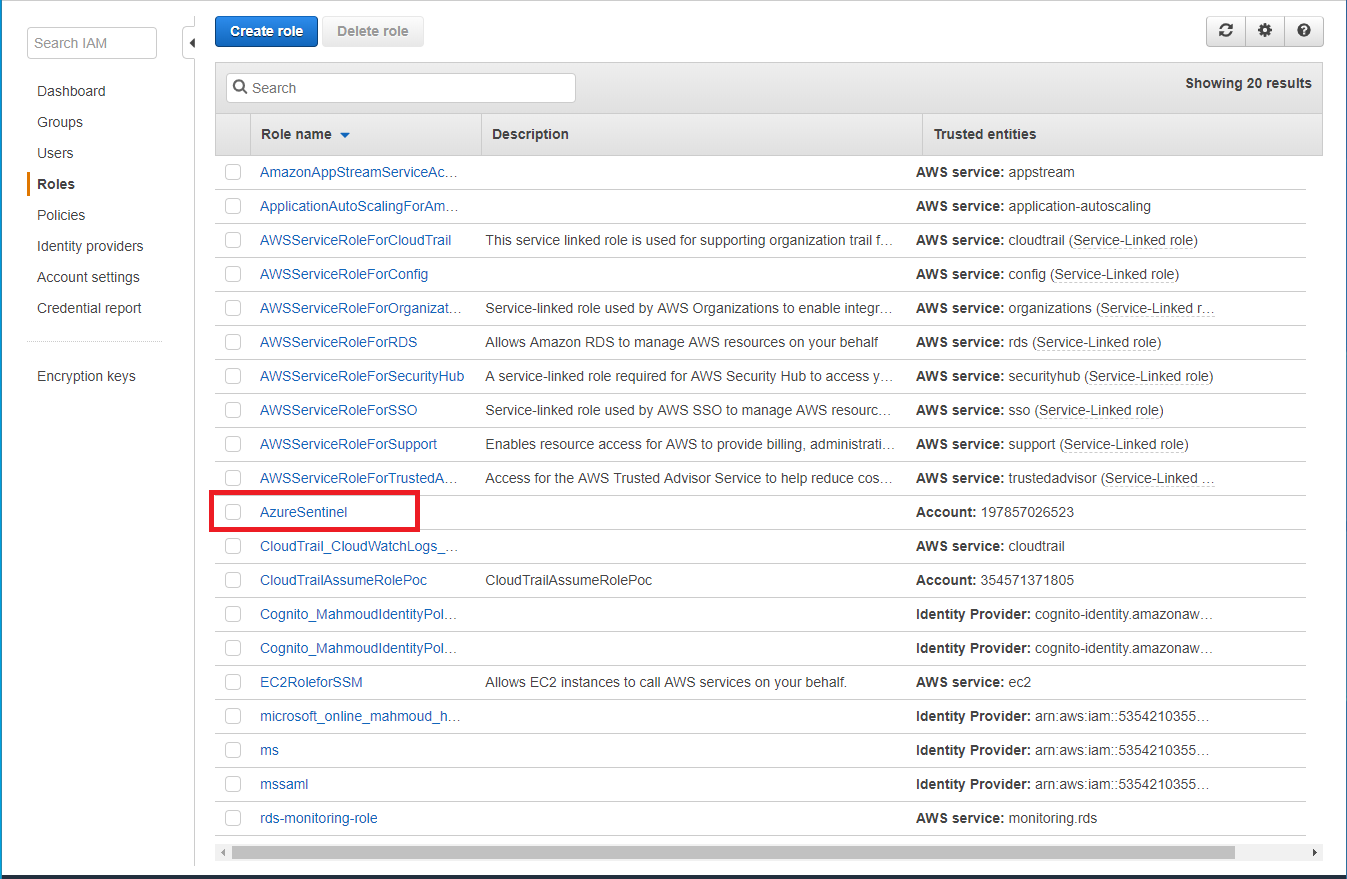 Search IAM
Dashboard
Groups
Users
Roles
Policies
Identity providers
Account settings
Credential report
Encryption keys
Create role Delete role
Search
Showing 20 results
Role name Description Trusted entities
AmazonAppStreamServiceAc… AWS service: appstream
ApplicationAutoScalingForAm… AWS service: application-autoscaling
AWSServiceRoleForCloudTrail This service linked role is used for supporting organization trail f… AWS service: cloudtrail (Service-Linked role)
AWSServiceRoleForConfig AWS service: config (Service-Linked role)
AWSServiceRoleForOrganizat… Service-linked role used by AWS Organizations to enable integr… AWS service: organizations (Service-Linked r…
AWSServiceRoleForRDS Allows Amazon RDS to manage AWS resources on your behalf AWS service: rds (Service-Linked role)
AWSServiceRoleForSecurityHub A service-linked role required for AWS Security Hub to access y… AWS service: securityhub (Service-Linked role)
AWSServiceRoleForSSO Service-linked role used by AWS SSO to manage AWS resourc… AWS service: sso (Service-Linked role)
AWSServiceRoleForSupport Enables resource access for AWS to provide billing, administrati… AWS service: support (Service-Linked role)
AWSServiceRoleForTrustedA… Access for the AWS Trusted Advisor Service to help reduce cos… AWS service: trustedadvisor (Service-Linked …
AzureSentinel Account: 197857026523
CloudTrail_CloudWatchLogs_… AWS service: cloudtrail
CloudTrailAssumeRolePoc CloudTrailAssumeRolePoc Account: 354571371805
Cognito_MahmoudIdentityPol… Identity Provider: cognito-identity.amazonaw…
Cognito_MahmoudIdentityPol… Identity Provider: cognito-identity.amazonaw…
EC2RoleforSSM Allows EC2 instances to call AWS services on your behalf. AWS service: ec2
microsoft_online_mahmoud_h… Identity Provider: arn:aws:iam::5354210355…
ms Identity Provider: arn:aws:iam::5354210355…
mssaml Identity Provider: arn:aws:iam::5354210355…
rds-monitoring-role AWS service: monitoring.rds